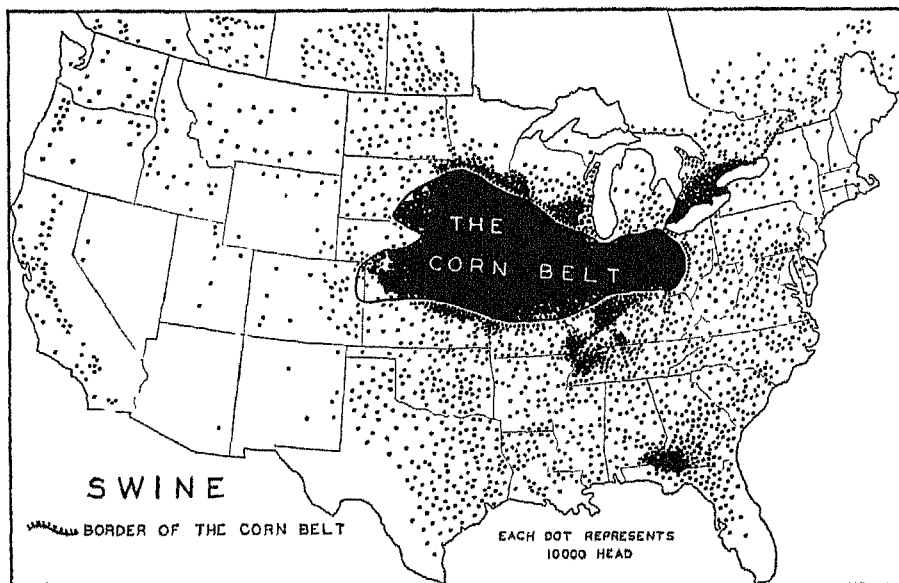 THE
CORN BELT
SWINE
BORDER OF THE CORN BELT
EACH DOT REPRESENTS
10000 HEAD